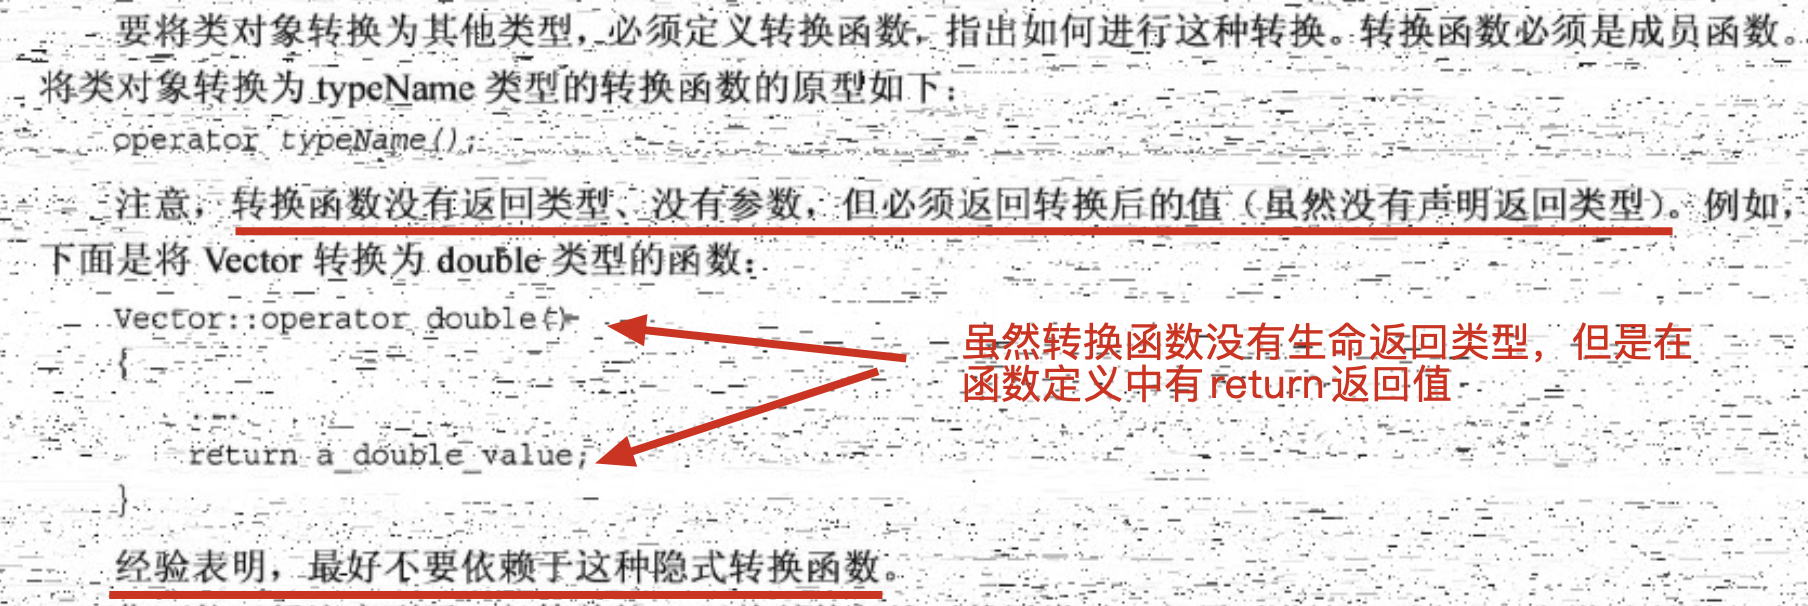 要将类对象转换为其他类型，必须定义转换函数，指出如何进行这种转换。转换函数必须是成员函数。
将类对象转换为 typeName 类型的转换函数的原型如下：
operator typeName();
注意，转换函数没有返回类型、没有参数，但必须返回转换后的值（虽然没有声明返回类型）。例如，
下面是将 Vector 转换为 double 类型的函数：
Vector::operator double()
虽然转换函数没有生命返回类型，但是在
函数定义中有return返回值
{
...
return a_double_value;
}
经验表明，最好不要依赖于这种隐式转换函数。